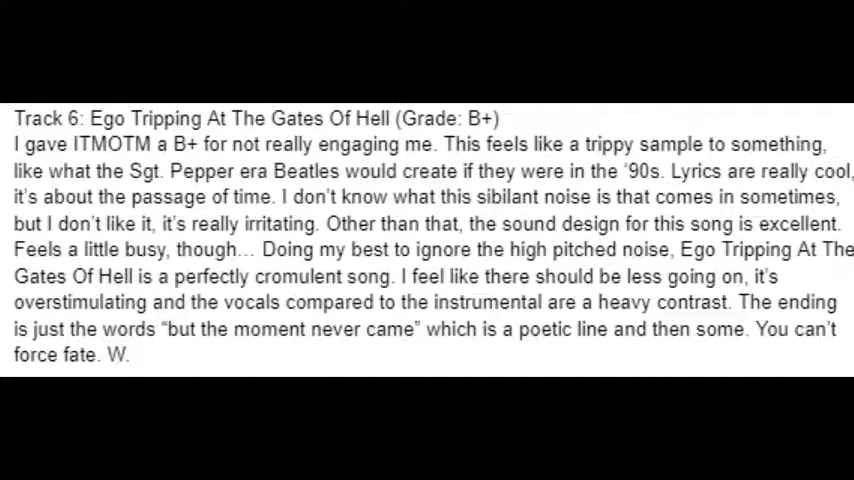 Track 6: Ego Tripping At The Gates Of Hell (Grade: B+)
I gave ITMOTM a B+ for not really engaging me. This feels like a trippy sample to something,
like what the Sgt. Pepper era Beatles would create if they were in the ‘90s. Lyrics are really cool,
it’s about the passage of time. I don’t know what this sibilant noise is that comes in sometimes,
but I don’t like it, it’s really irritating. Other than that, the sound design for this song is excellent.
Feels a little busy, though… Doing my best to ignore the high pitched noise, Ego Tripping At The
Gates Of Hell is a perfectly cromulent song. I feel like there should be less going on, it’s
overstimulating and the vocals compared to the instrumental are a heavy contrast. The ending
is just the words “but the moment never came” which is a poetic line and then some. You can’t
force fate. W.